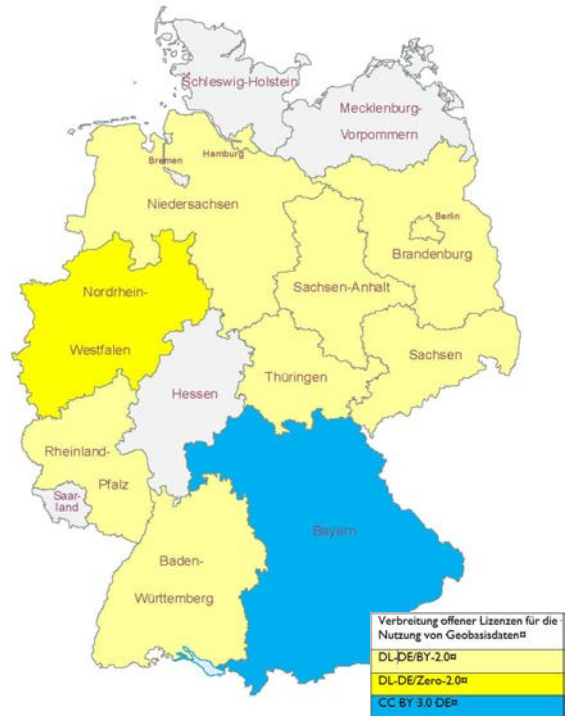 Schleswig-Holstein
Mecklenburg-
Vorpommern
Hamburg
Bremen
Niedersachsen
Berlin
Brandenburg
Nordrhein-
Westfalen
Sachsen-Anhalt
Sachsen
Thüringen
Hessen
Rheinland-
Pfalz
Saar-
land
Bayern
Baden-
Württemberg
Verbreitung offener Lizenzen für die
Nutzung von Geobasisdaten¤
DL-DE/BY-2.0¤
DL-DE/Zero-2.0¤
CC BY 3.0 DE¤